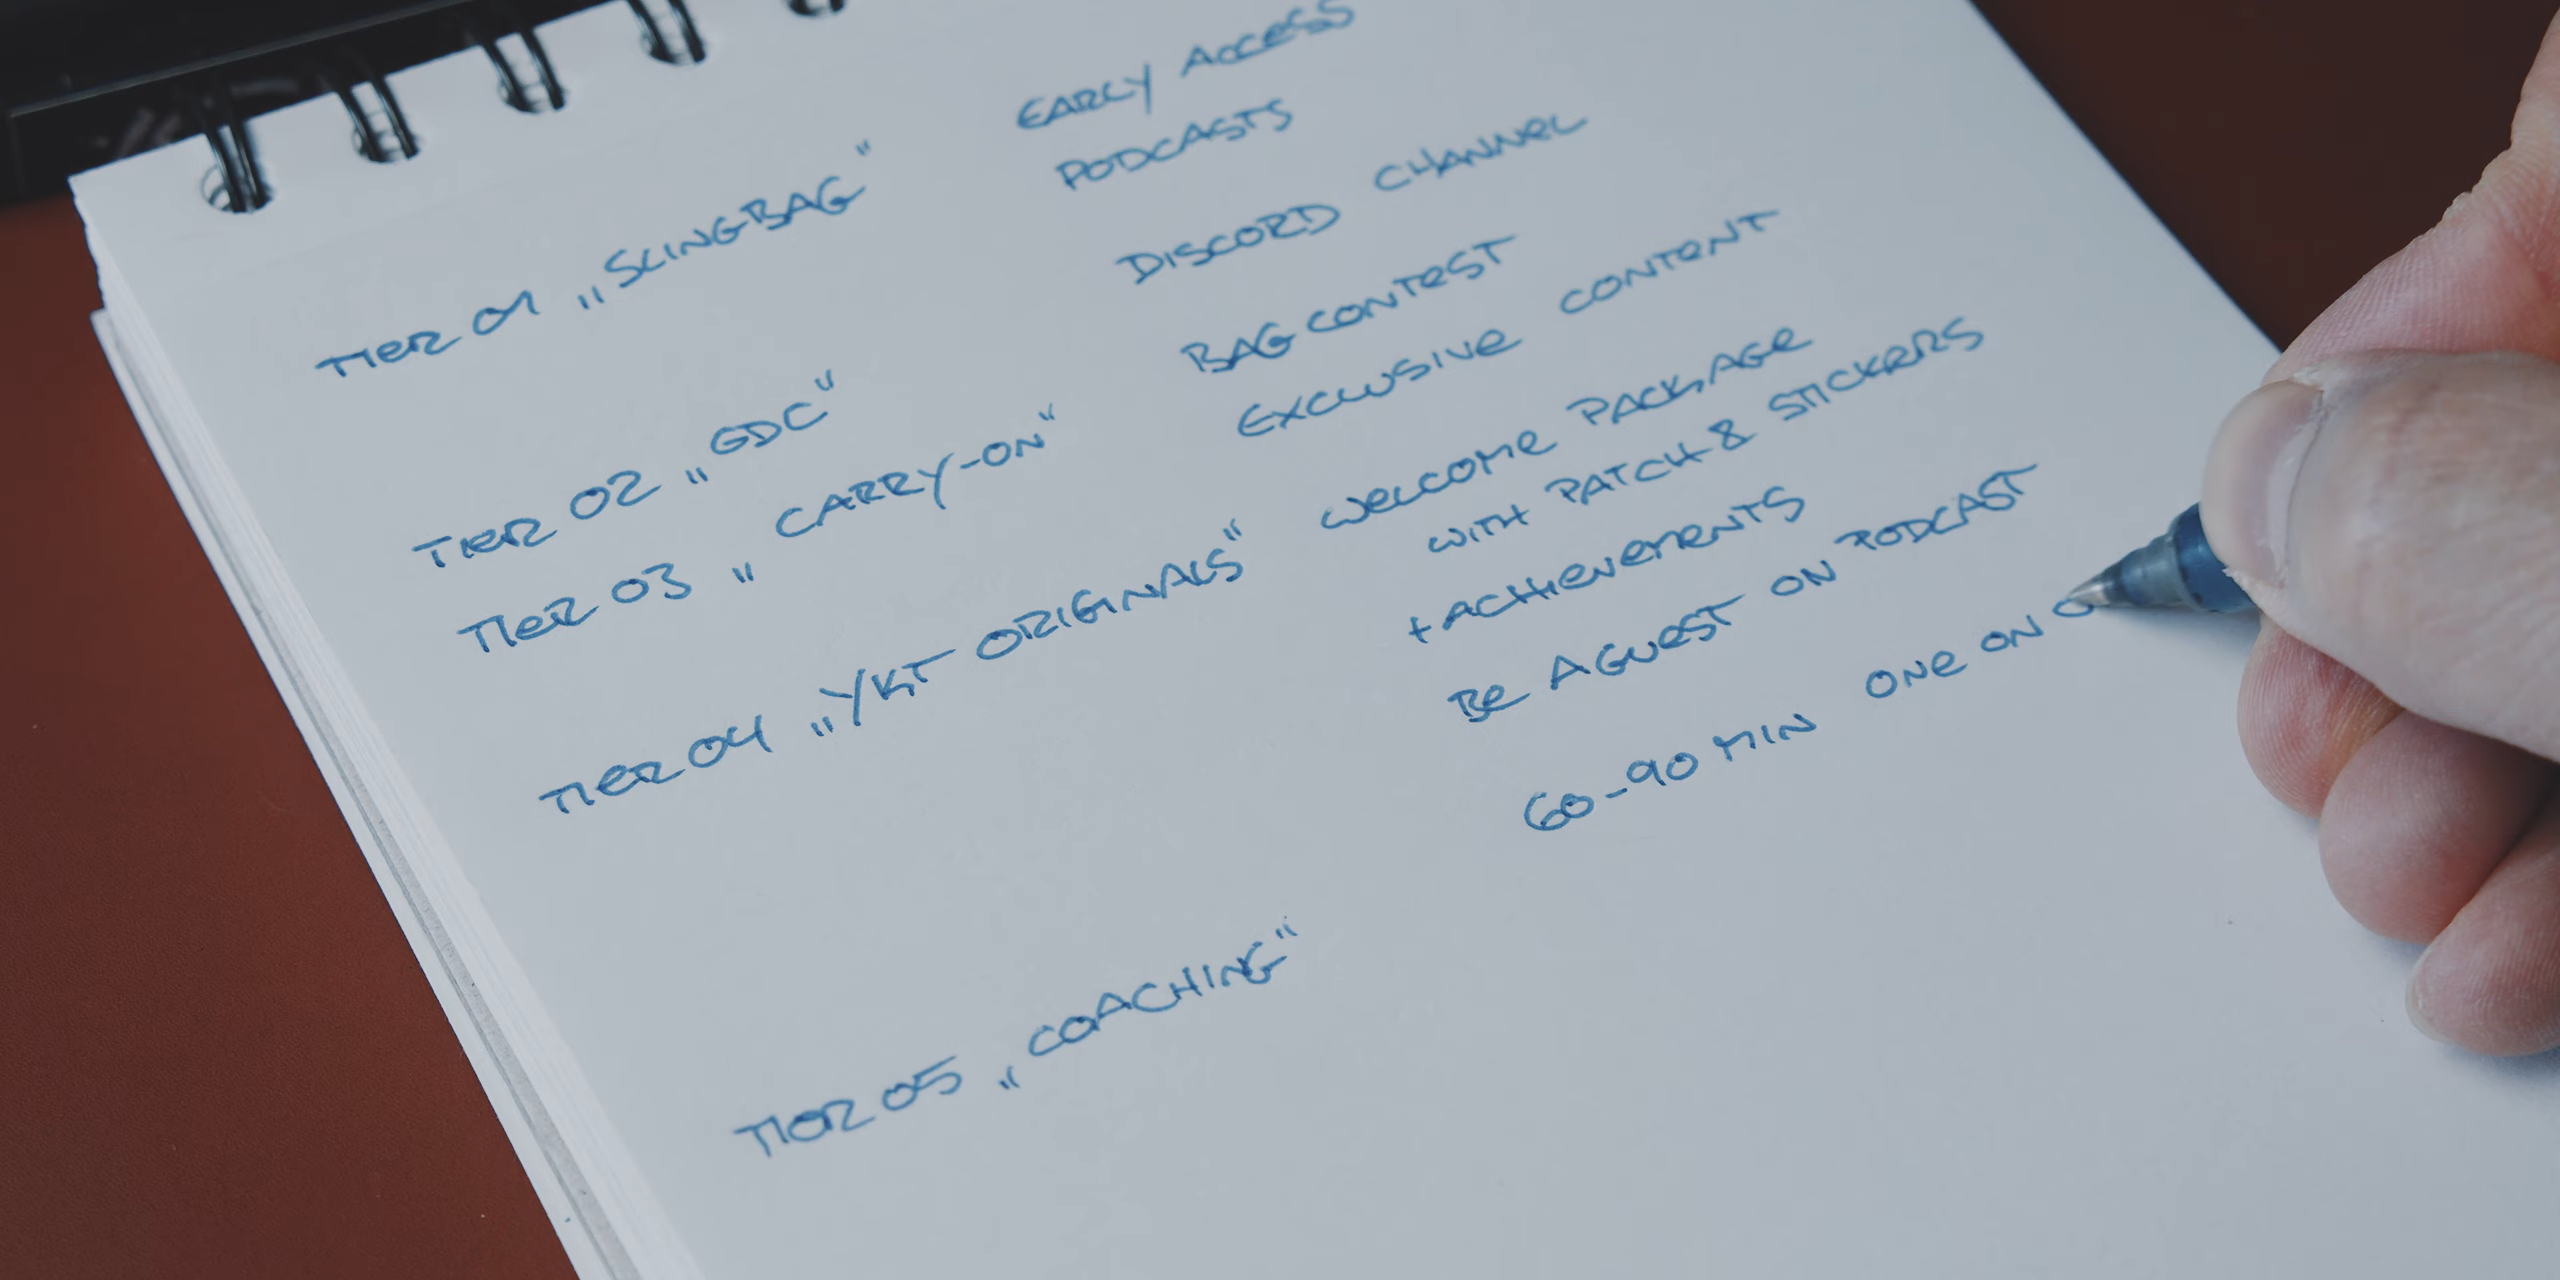 TIER 01 „SLINGBAG“ EARLY ACCESS
PODCASTS
TIER 02 „GDC“ DISCORD CHANNEL
TIER 03 „CARRY-ON“ BAG CONTEST
EXCLUSIVE CONTENT
TIER 04 „YKT ORIGINALS“ WELCOME PACKAGE
WITH PATCH & STICKERS
+ ACHIEVEMENTS
BE A GUEST ON PODCAST
TIER 05 „COACHING“ 60-90 MIN ONE ON O